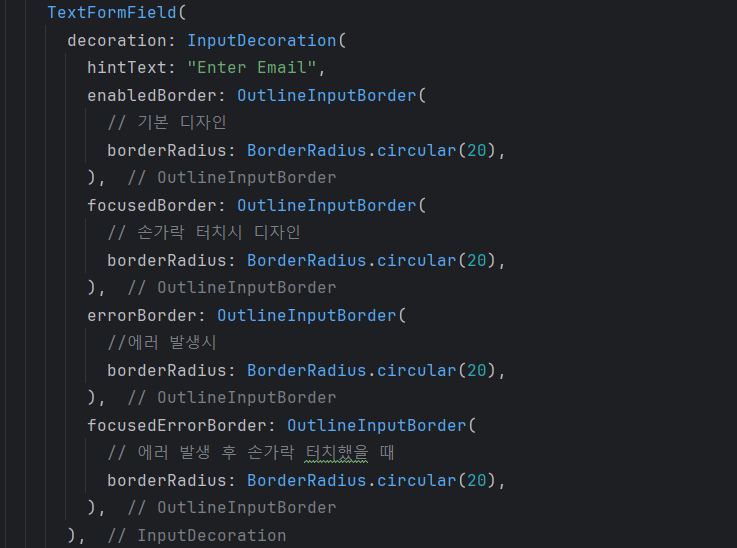 TextFormField(
decoration: InputDecoration(
hintText: "Enter Email",
enabledBorder: OutlineInputBorder(
// 기본 디자인
borderRadius: BorderRadius.circular(20),
), // OutlineInputBorder
focusedBorder: OutlineInputBorder(
// 손가락 터치시 디자인
borderRadius: BorderRadius.circular(20),
), // OutlineInputBorder
errorBorder: OutlineInputBorder(
//에러 발생시
borderRadius: BorderRadius.circular(20),
), // OutlineInputBorder
focusedErrorBorder: OutlineInputBorder(
// 에러 발생 후 손가락 터치했을 때
borderRadius: BorderRadius.circular(20),
), // OutlineInputBorder
), // InputDecoration